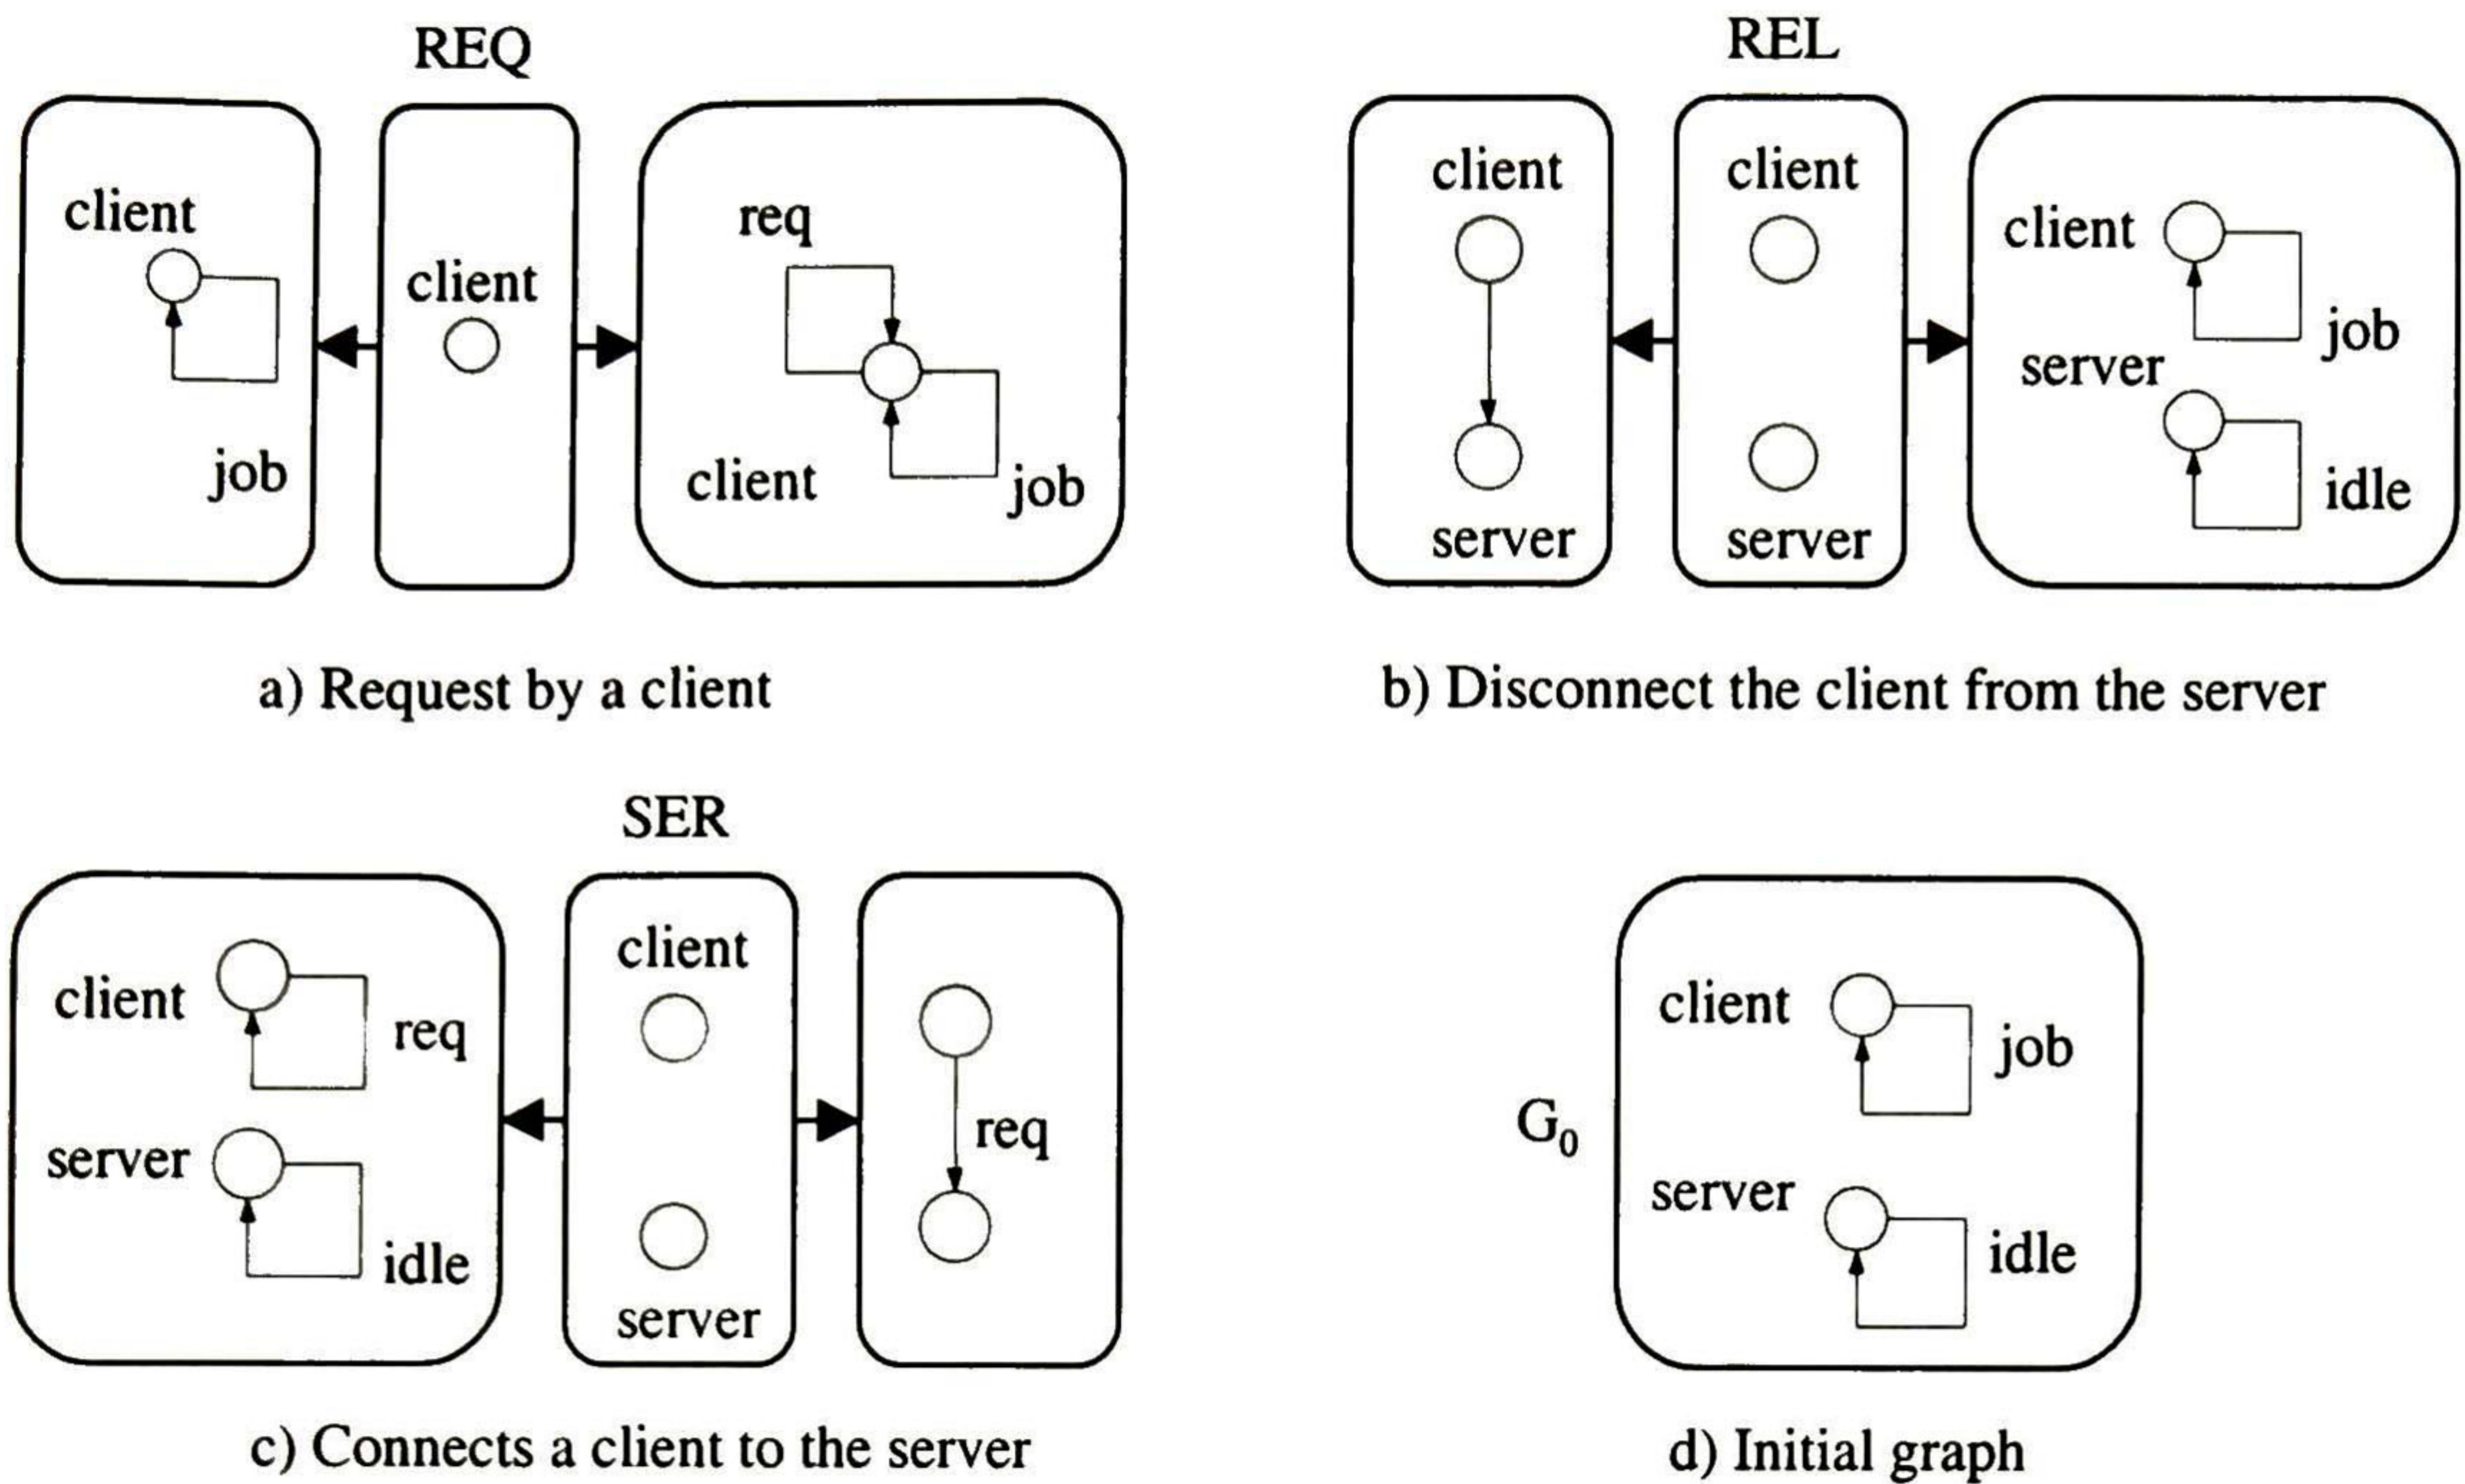 REQ
client
job
client
req
client
job
a) Request by a client
REL
client
server
client
server
client
job
server
idle
b) Disconnect the client from the server
SER
client
req
server
idle
client
server
req
c) Connects a client to the server
G0
client
job
server
idle
d) Initial graph